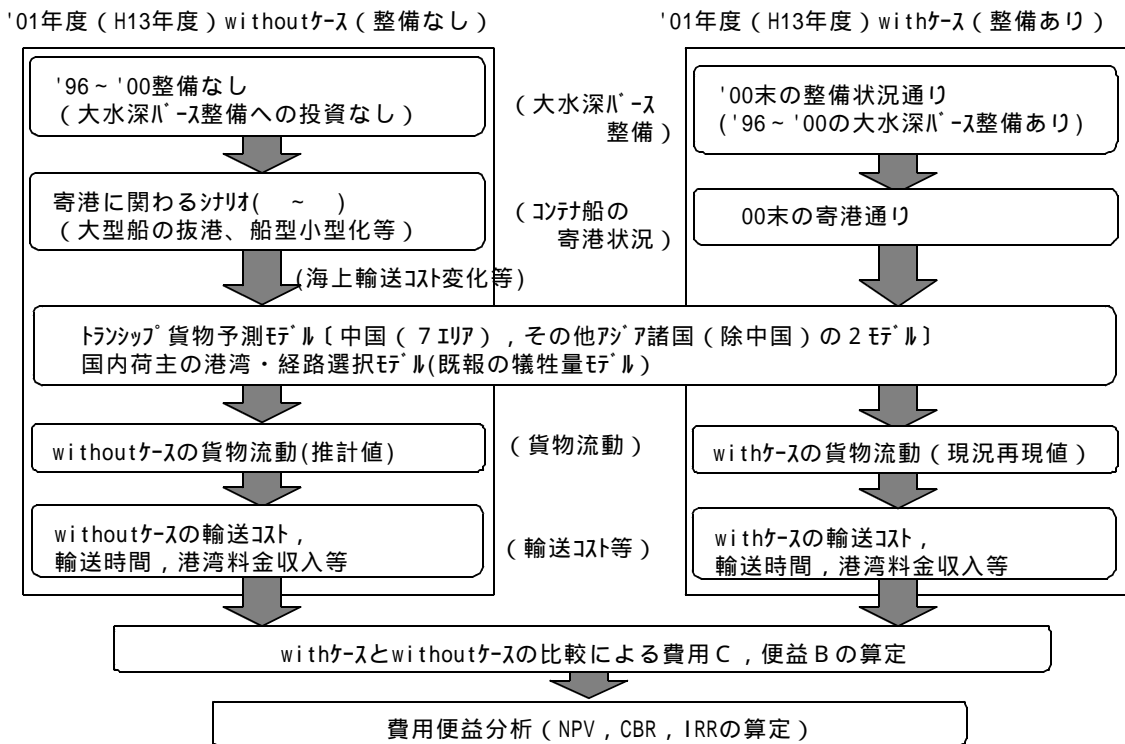 '01年度(H13年度)withoutケース(整備なし)
'01年度(H13年度)withケース(整備あり)
'96~'00整備なし
(大水深バース整備への投資なし)
(大水深バース
整備)
'00末の整備状況通り
('96~'00の大水深バース整備あり)
寄港に関わるシナリオ( ~ )
(大型船の抜港、船型小型化等)
(コンテナ船の
寄港状況)
00末の寄港通り
(海上輸送コスト変化等)
トランシップ貨物予測モデル〔中国(7エリア),その他アジア諸国(除中国)の2モデル〕
国内荷主の港湾・経路選択モデル(既報の犠牲量モデル)
withoutケースの貨物流動(推計値)
(貨物流動)
withケースの貨物流動(現況再現値)
withoutケースの輸送コスト,
輸送時間,港湾料金収入等
(輸送コスト等)
withケースの輸送コスト,
輸送時間,港湾料金収入等
withケースとwithoutケースの比較による費用C,便益Bの算定
費用便益分析(NPV,CBR,IRRの算定)